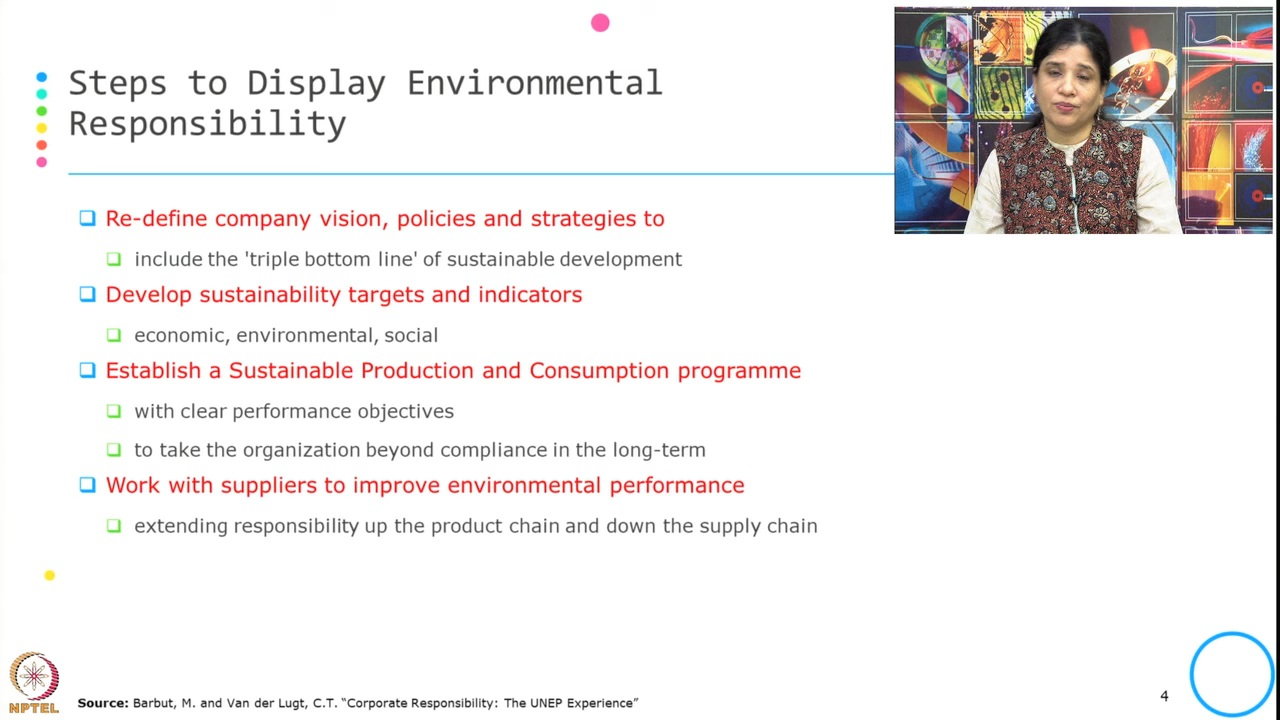 Steps to Display Environmental
Responsibility
Re-define company vision, policies and strategies to
include the 'triple bottom line' of sustainable development
Develop sustainability targets and indicators
economic, environmental, social
Establish a Sustainable Production and Consumption programme
with clear performance objectives
to take the organization beyond compliance in the long-term
Work with suppliers to improve environmental performance
extending responsibility up the product chain and down the supply chain
NPTEL
Source: Barbut, M. and Van der Lugt, C.T. “Corporate Responsibility: The UNEP Experience”
4